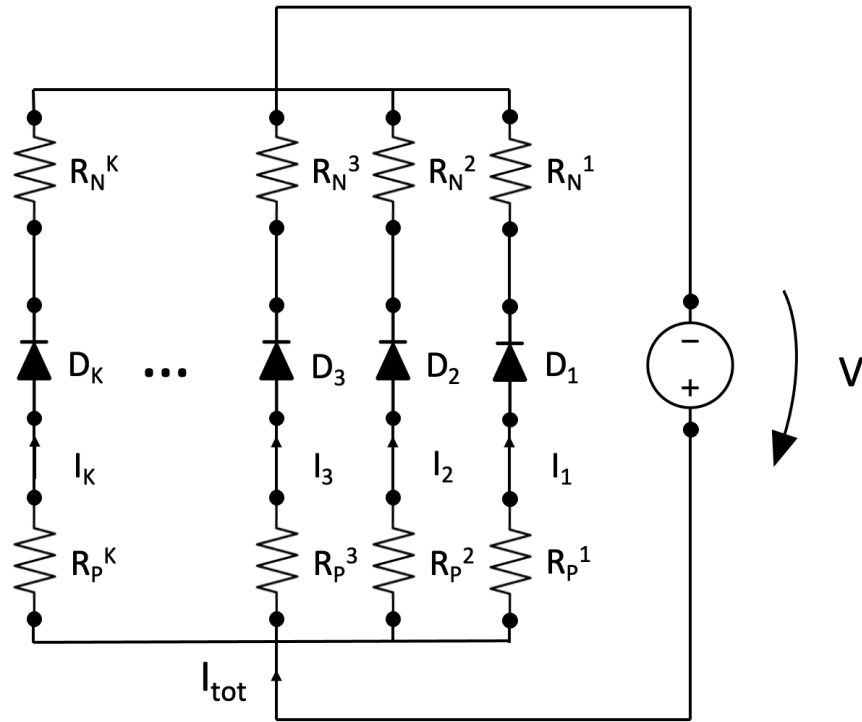 R_N^K R_N^3 R_N^2 R_N^1
D_K ... D_3 D_2 D_1 − + V
I_K I_3 I_2 I_1
R_P^K R_P^3 R_P^2 R_P^1
I_tot